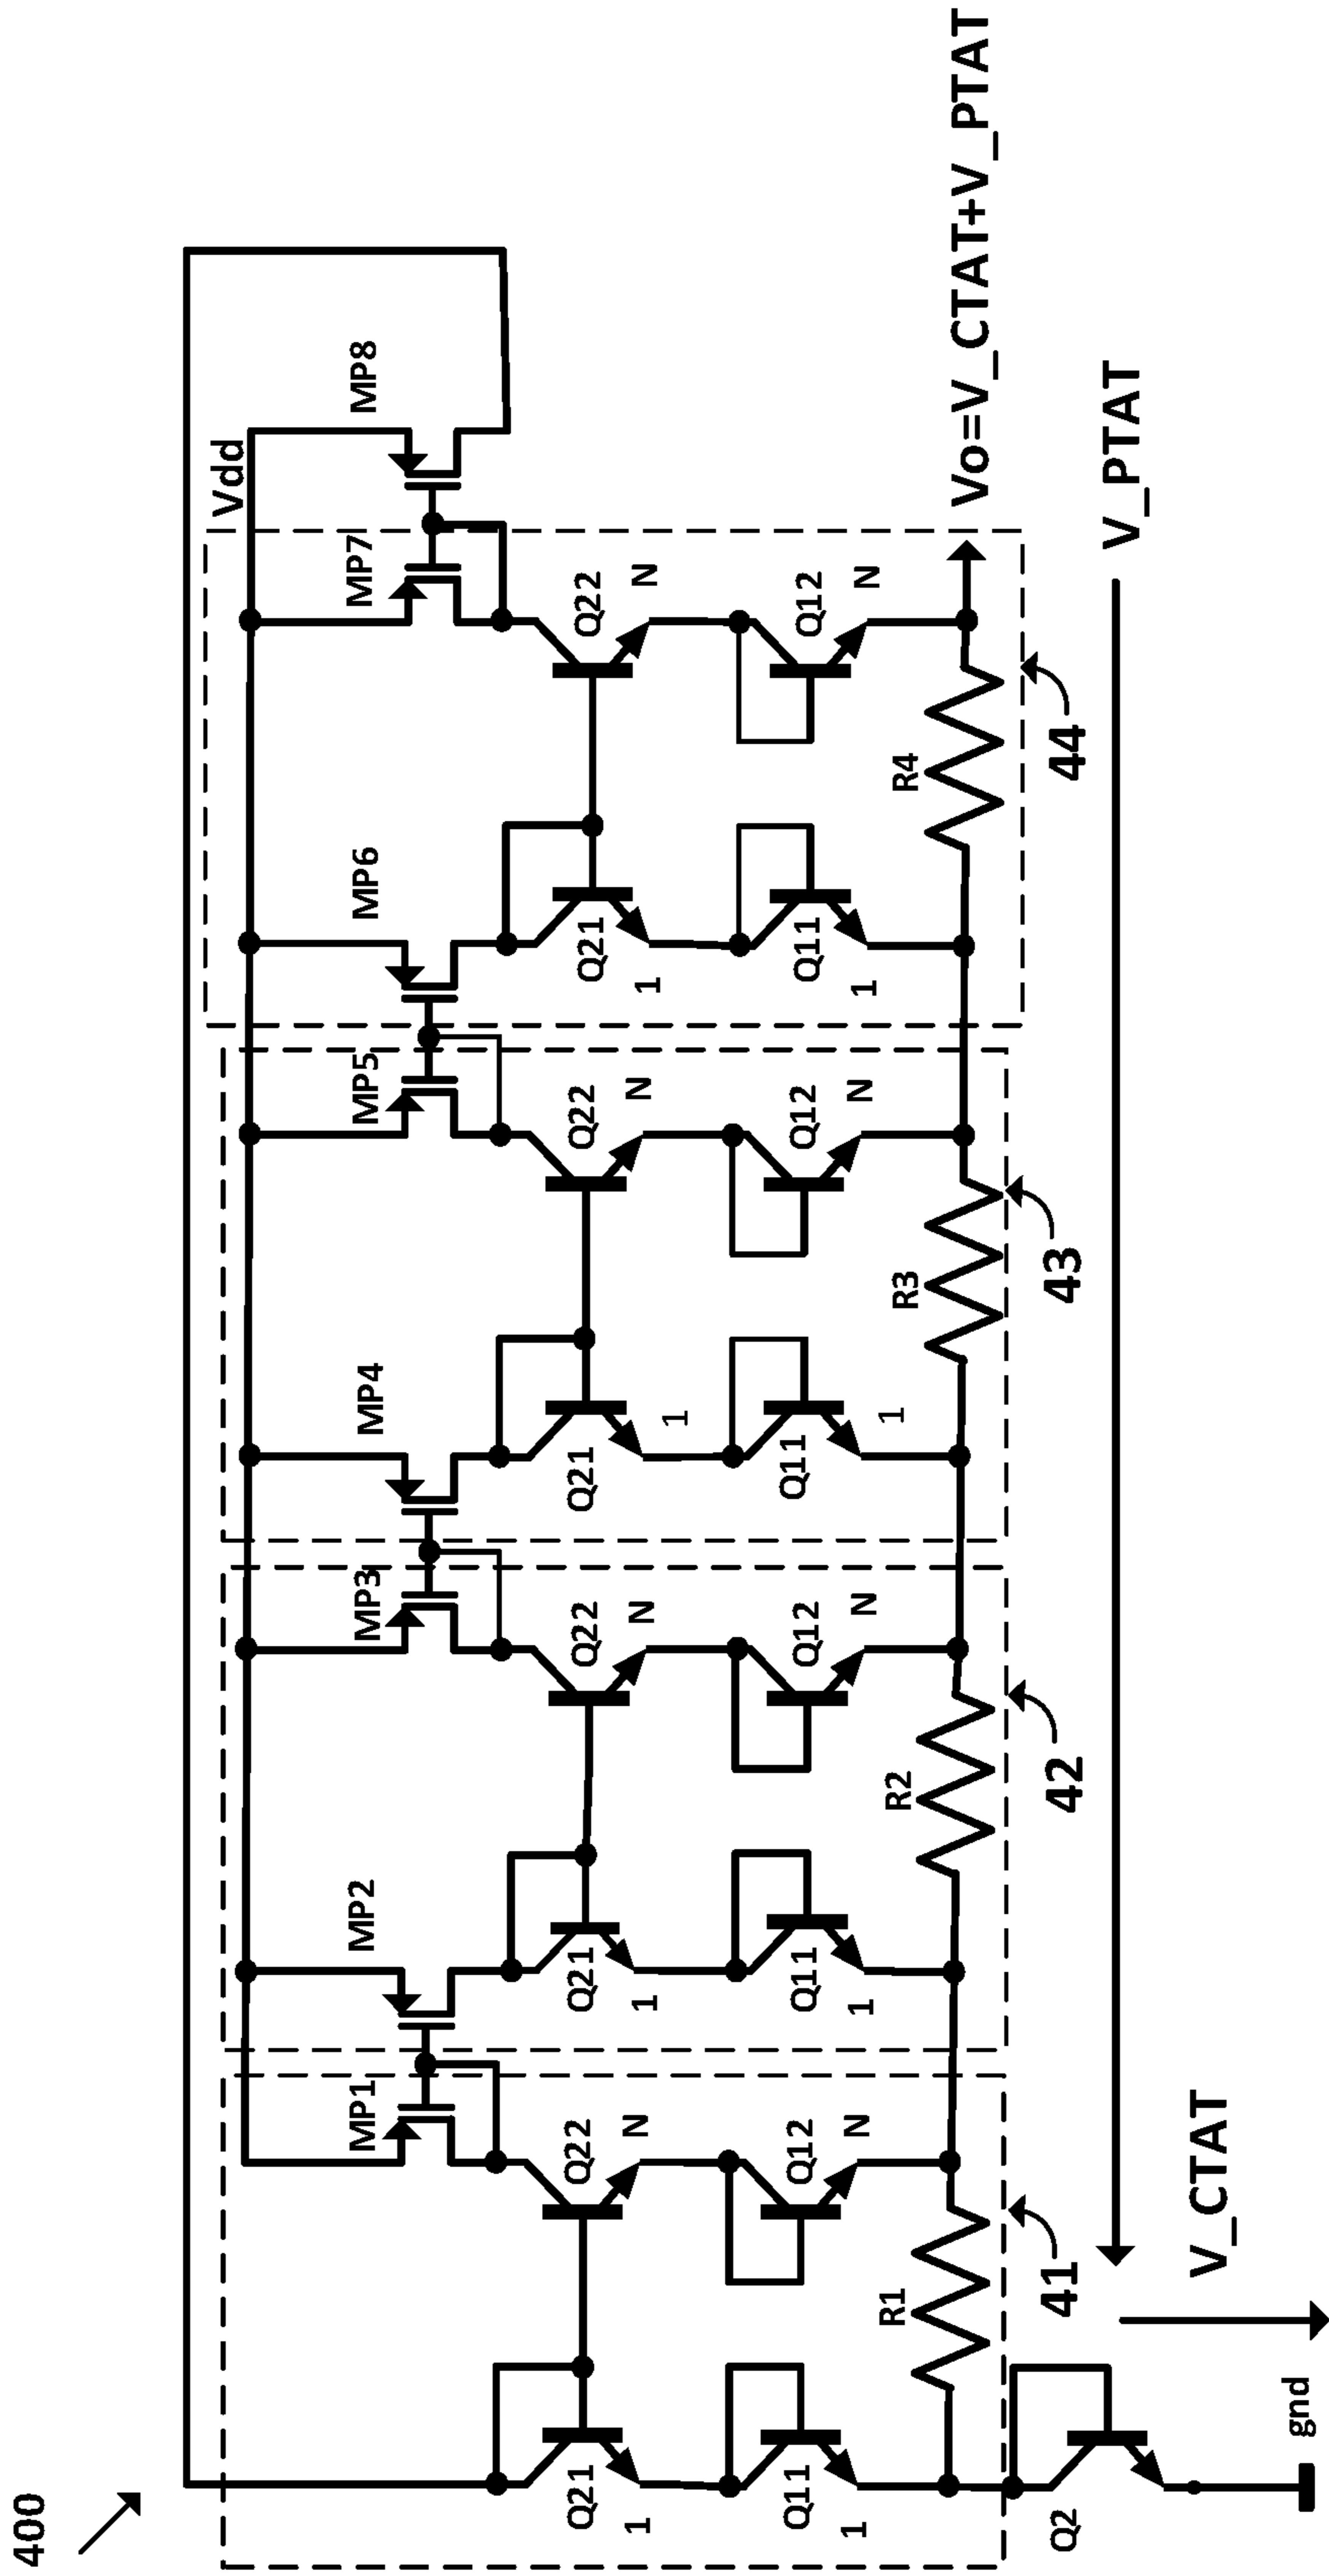 400
Vdd
MP1
MP2
MP3
MP4
MP5
MP6
MP7
MP8
Q21
1
Q22
N
Q21
1
Q22
N
Q21
1
Q22
N
Q21
1
Q22
N
Q11
1
Q12
N
Q11
1
Q12
N
Q11
1
Q12
N
Q11
1
Q12
N
R1
R2
R3
R4
Vo=V_CTAT+V_PTAT
41
42
43
44
Q2
V_PTAT
V_CTAT
gnd